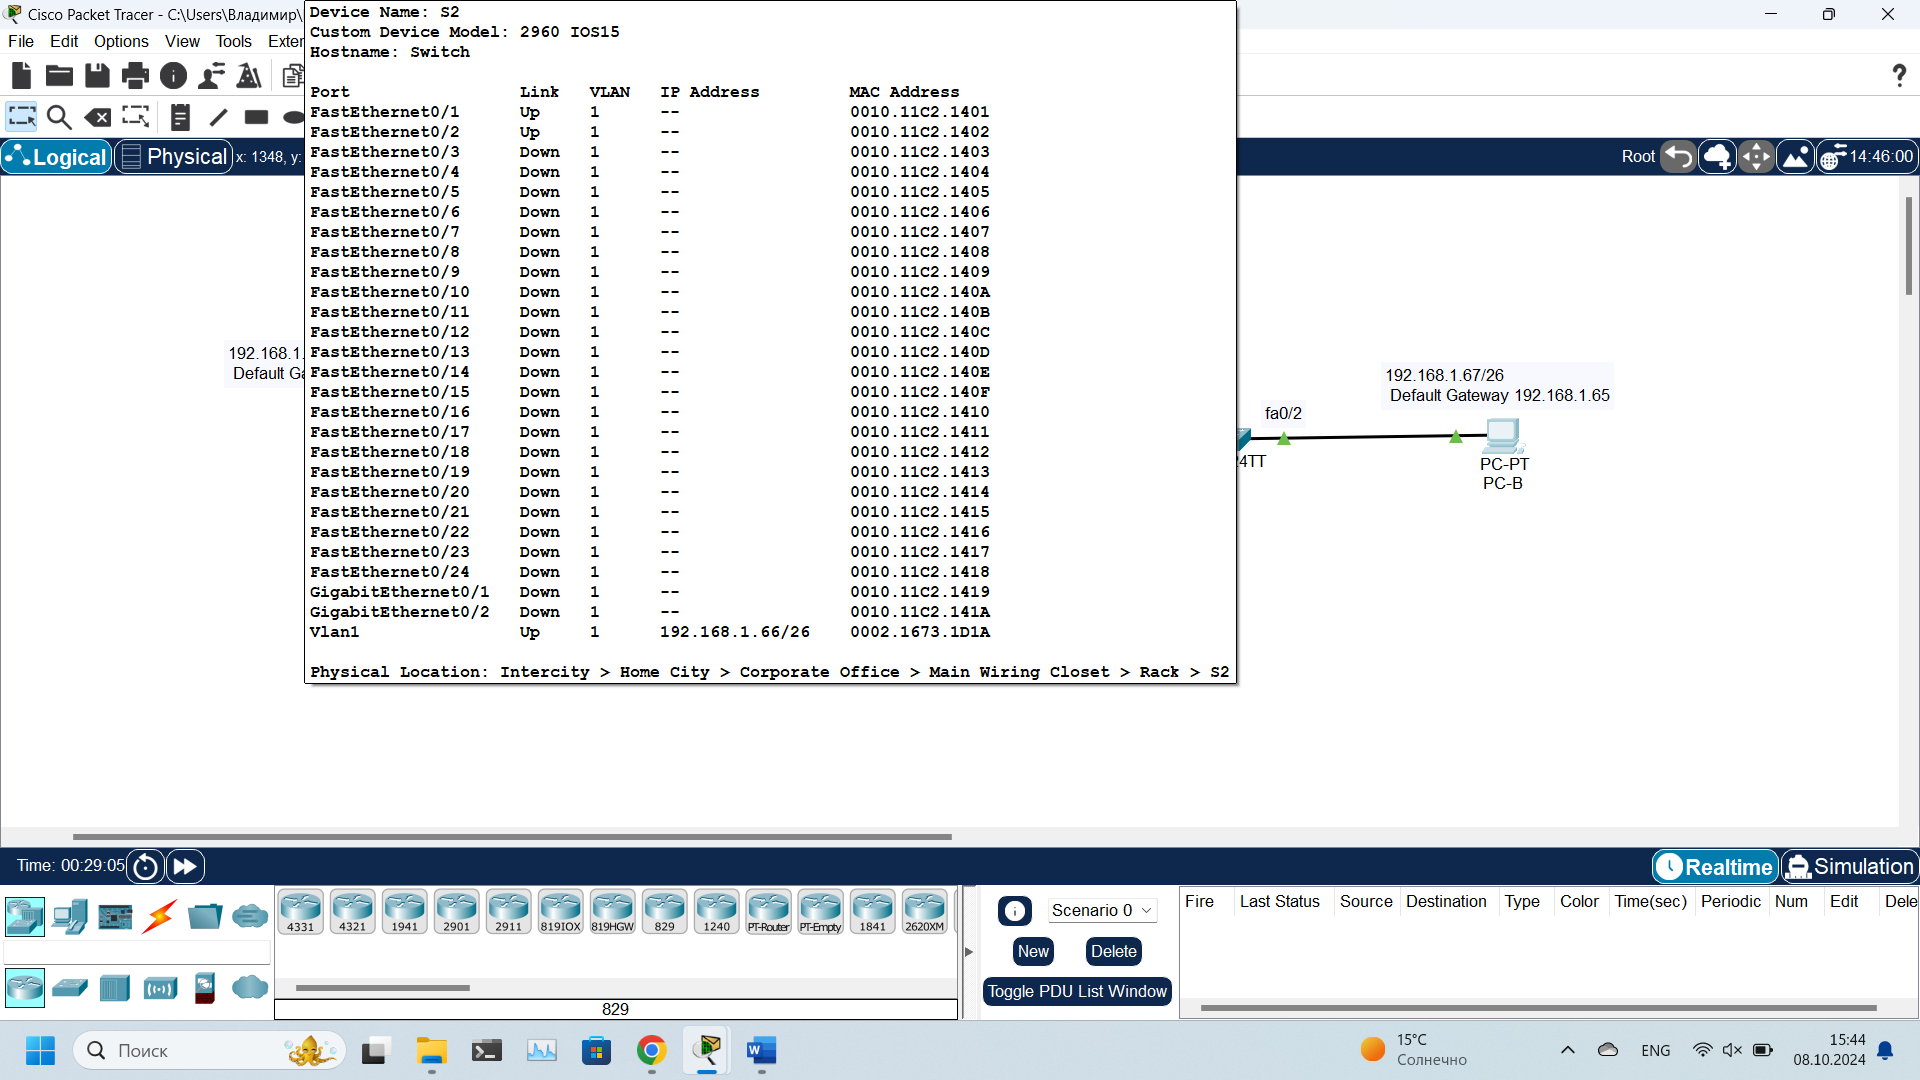 Cisco Packet Tracer - C:\Users\Владимир\
File Edit Options View Tools Exter
Logical Physical x: 1348, y:
Root 14:46:00
Device Name: S2
Custom Device Model: 2960 IOS15
Hostname: Switch
Port Link VLAN IP Address MAC Address
FastEthernet0/1 Up 1 -- 0010.11C2.1401
FastEthernet0/2 Up 1 -- 0010.11C2.1402
FastEthernet0/3 Down 1 -- 0010.11C2.1403
FastEthernet0/4 Down 1 -- 0010.11C2.1404
FastEthernet0/5 Down 1 -- 0010.11C2.1405
FastEthernet0/6 Down 1 -- 0010.11C2.1406
FastEthernet0/7 Down 1 -- 0010.11C2.1407
FastEthernet0/8 Down 1 -- 0010.11C2.1408
FastEthernet0/9 Down 1 -- 0010.11C2.1409
FastEthernet0/10 Down 1 -- 0010.11C2.140A
FastEthernet0/11 Down 1 -- 0010.11C2.140B
FastEthernet0/12 Down 1 -- 0010.11C2.140C
FastEthernet0/13 Down 1 -- 0010.11C2.140D
FastEthernet0/14 Down 1 -- 0010.11C2.140E
FastEthernet0/15 Down 1 -- 0010.11C2.140F
FastEthernet0/16 Down 1 -- 0010.11C2.1410
FastEthernet0/17 Down 1 -- 0010.11C2.1411
FastEthernet0/18 Down 1 -- 0010.11C2.1412
FastEthernet0/19 Down 1 -- 0010.11C2.1413
FastEthernet0/20 Down 1 -- 0010.11C2.1414
FastEthernet0/21 Down 1 -- 0010.11C2.1415
FastEthernet0/22 Down 1 -- 0010.11C2.1416
FastEthernet0/23 Down 1 -- 0010.11C2.1417
FastEthernet0/24 Down 1 -- 0010.11C2.1418
GigabitEthernet0/1 Down 1 -- 0010.11C2.1419
GigabitEthernet0/2 Down 1 -- 0010.11C2.141A
Vlan1 Up 1 192.168.1.66/26 0002.1673.1D1A
Physical Location: Intercity > Home City > Corporate Office > Main Wiring Closet > Rack > S2
192.168.1.
Default Ga
192.168.1.67/26
Default Gateway 192.168.1.65
fa0/2
24TT
PC-PT
PC-B
Time: 00:29:05
Realtime Simulation
4331 4321 1941 2901 2911 819IOX 819HGW 829 1240 PT-Router PT-Empty 1841 2620XM
829
Scenario 0
New Delete
Toggle PDU List Window
Fire Last Status Source Destination Type Color Time(sec) Periodic Num Edit Dele
Поиск
15°C
Солнечно
ENG
15:44
08.10.2024